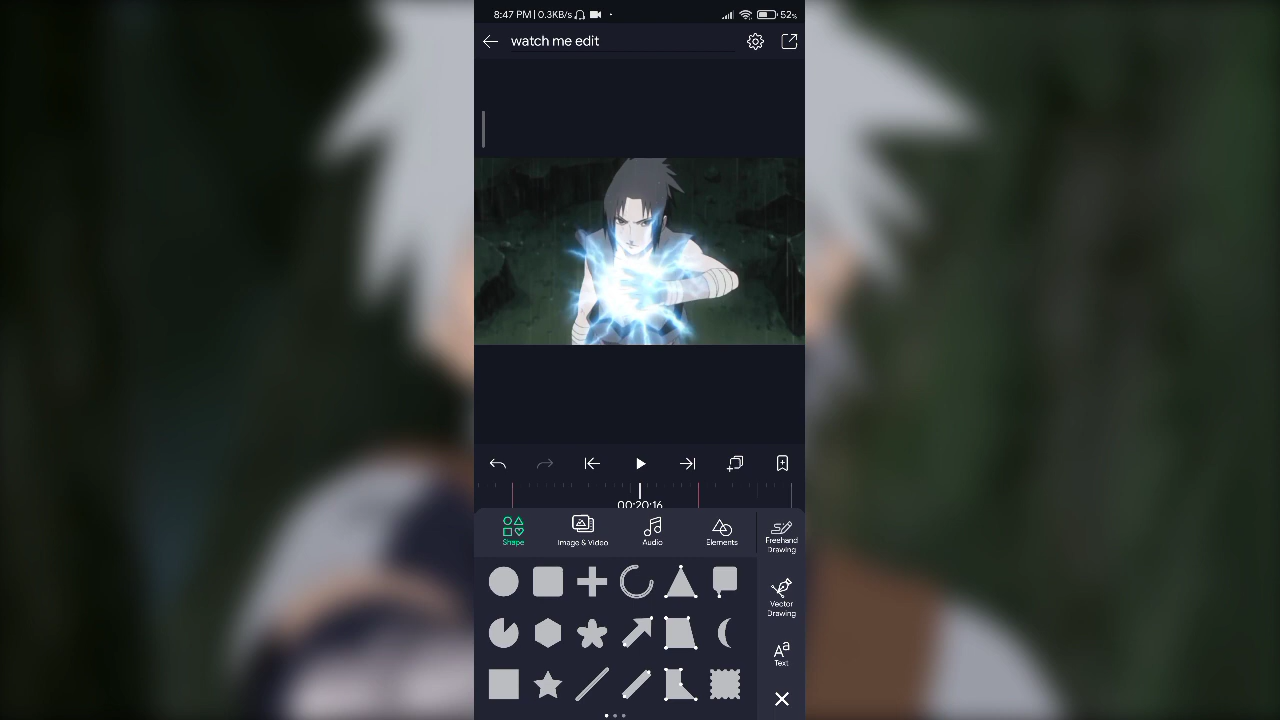 8:47 PM | 0.3KB/s
52%
watch me edit
00:20:16
Shape
Image & Video
Audio
Elements
Freehand
Drawing
Vector
Drawing
Aa
Text